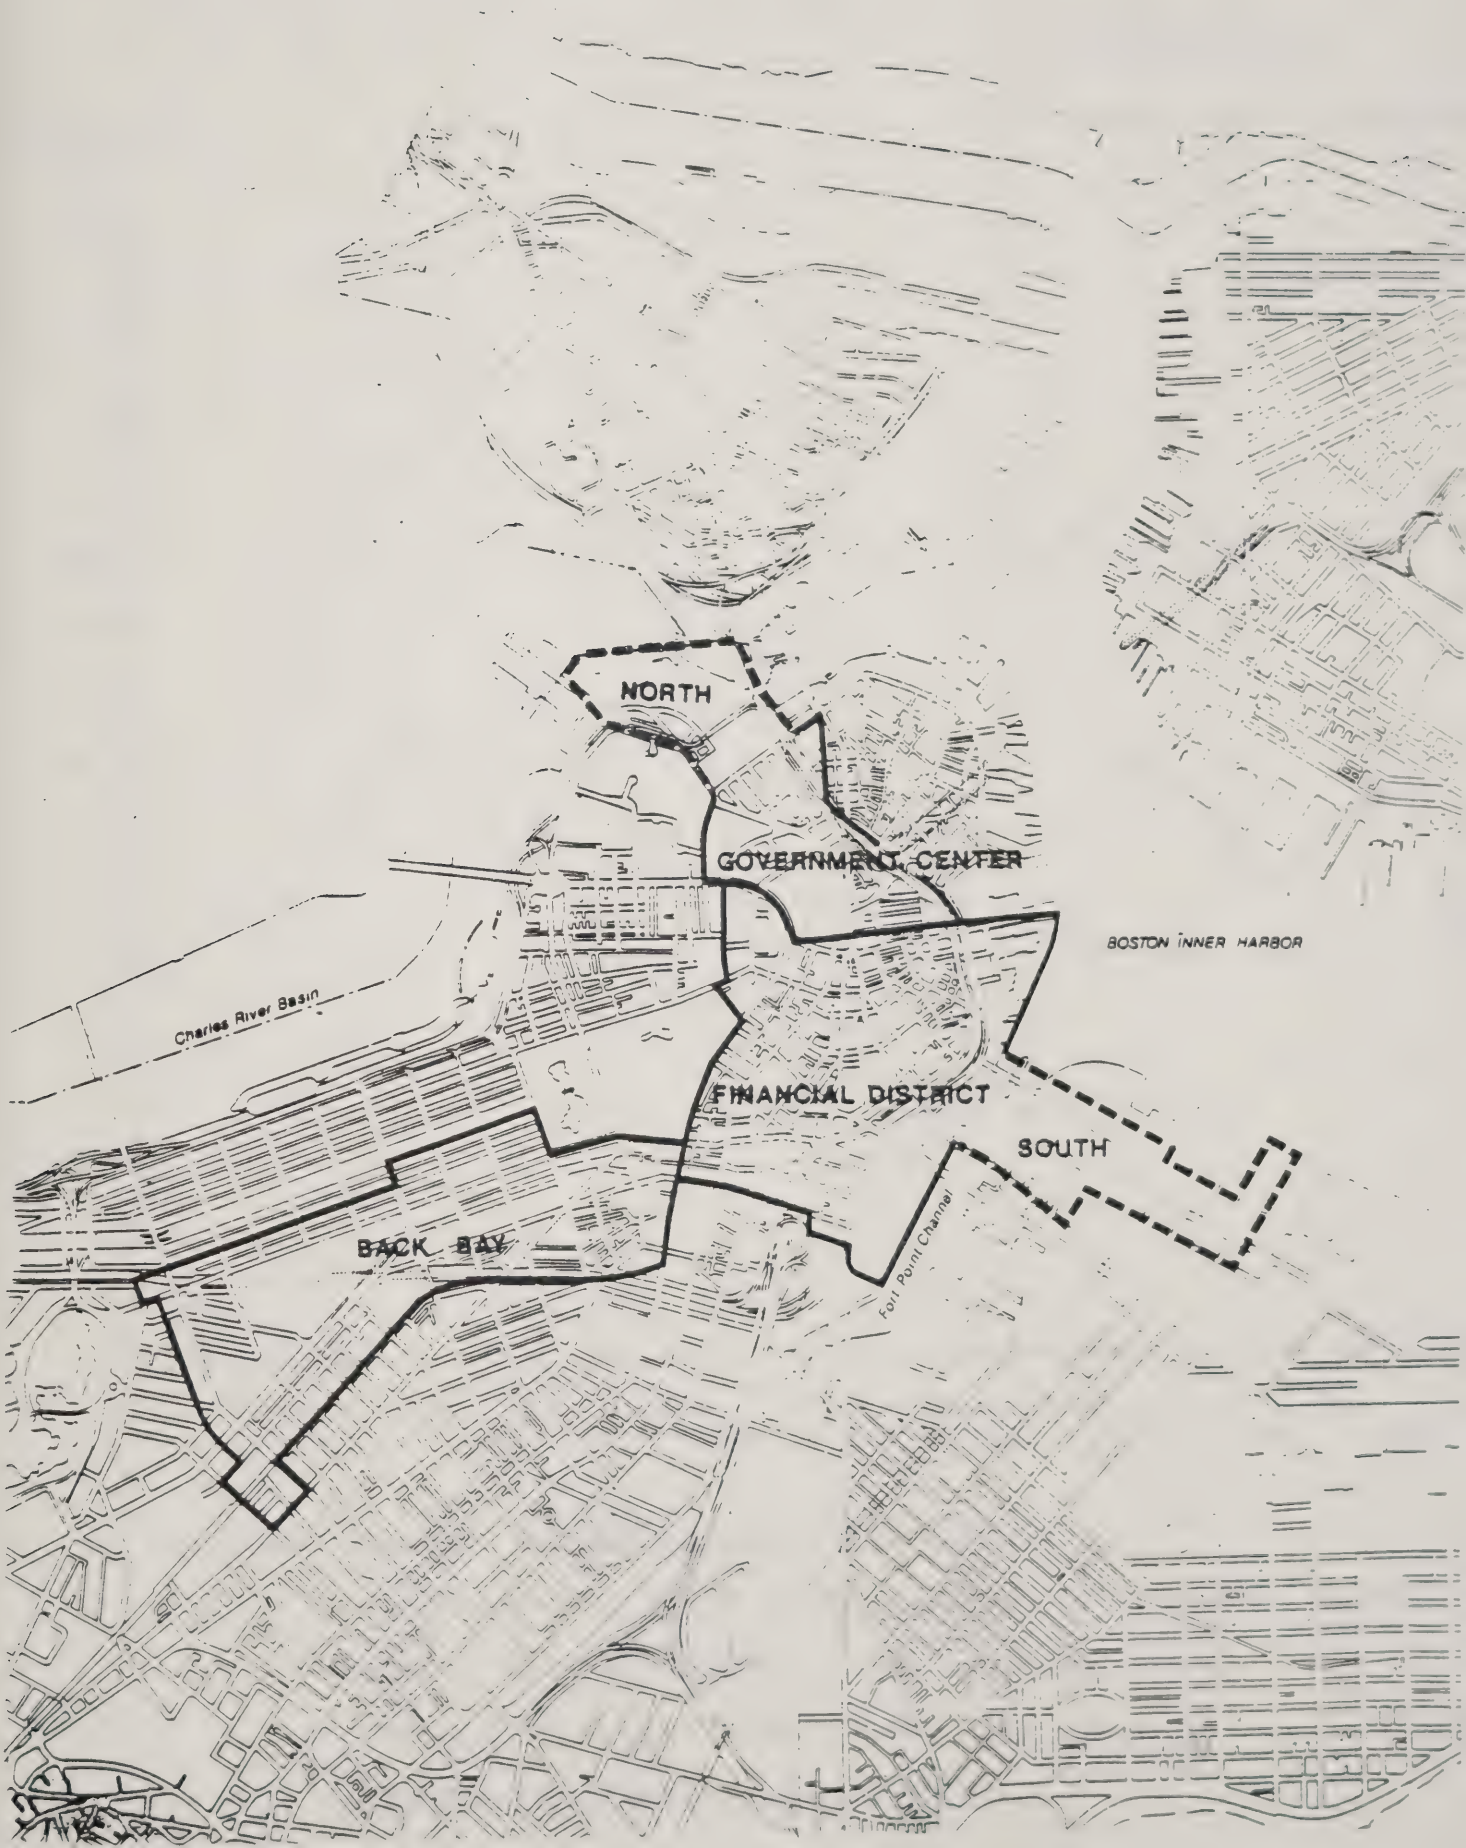 NORTH
GOVERNMENT CENTER
BOSTON INNER HARBOR
Charles River Basin
FINANCIAL DISTRICT
SOUTH
Fort Point Channel
BACK BAY